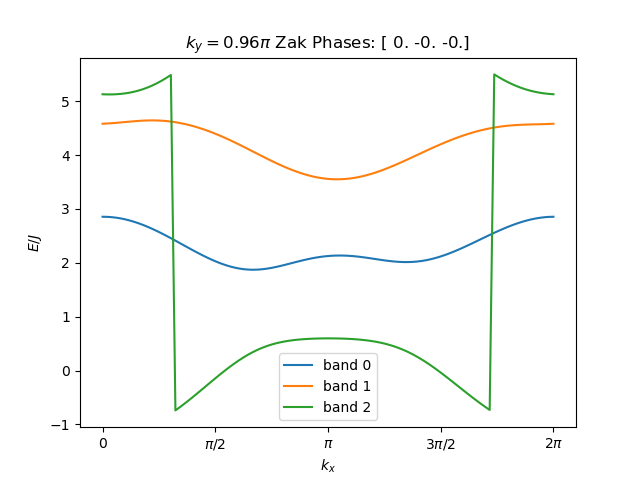 k_y = 0.96π Zak Phases: [ 0. -0. -0.]
E/J
5
4
3
2
1
0
−1
band 0
band 1
band 2
0 π/2 π 3π/2 2π
k_x